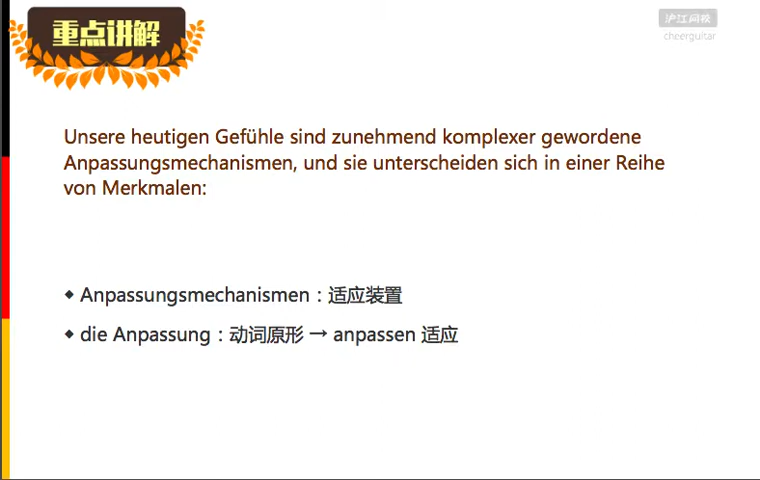 重点讲解
沪江网校
cheerguitar
Unsere heutigen Gefühle sind zunehmend komplexer gewordene
Anpassungsmechanismen, und sie unterscheiden sich in einer Reihe
von Merkmalen:
◆ Anpassungsmechanismen：适应装置
◆ die Anpassung：动词原形 → anpassen 适应